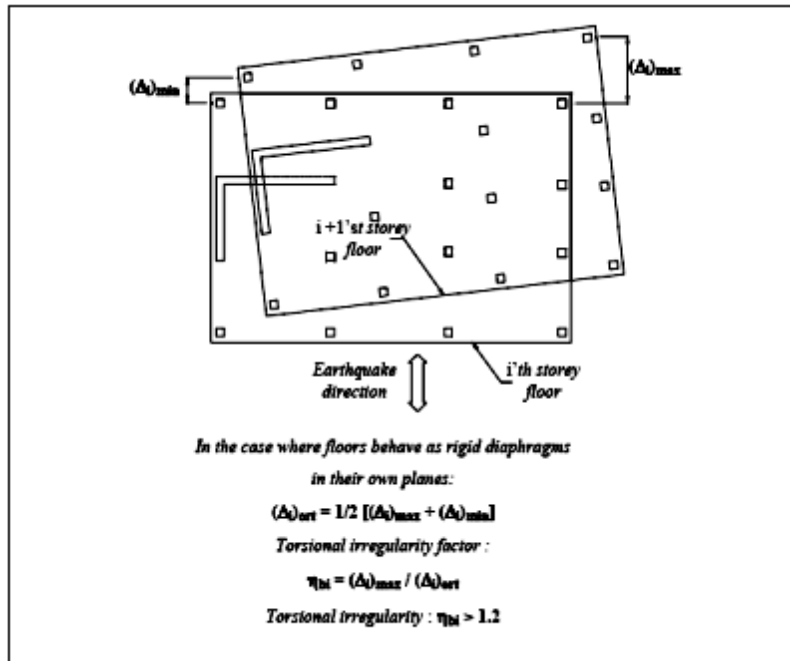 (Δi)min
(Δi)max
i +1'st storey
floor
Earthquake
direction
i'th storey
floor
In the case where floors behave as rigid diaphragms
in their own planes:
(Δi)ort = 1/2 [(Δi)max + (Δi)min]
Torsional irregularity factor :
ηbi = (Δi)max / (Δi)ort
Torsional irregularity : ηbi > 1.2